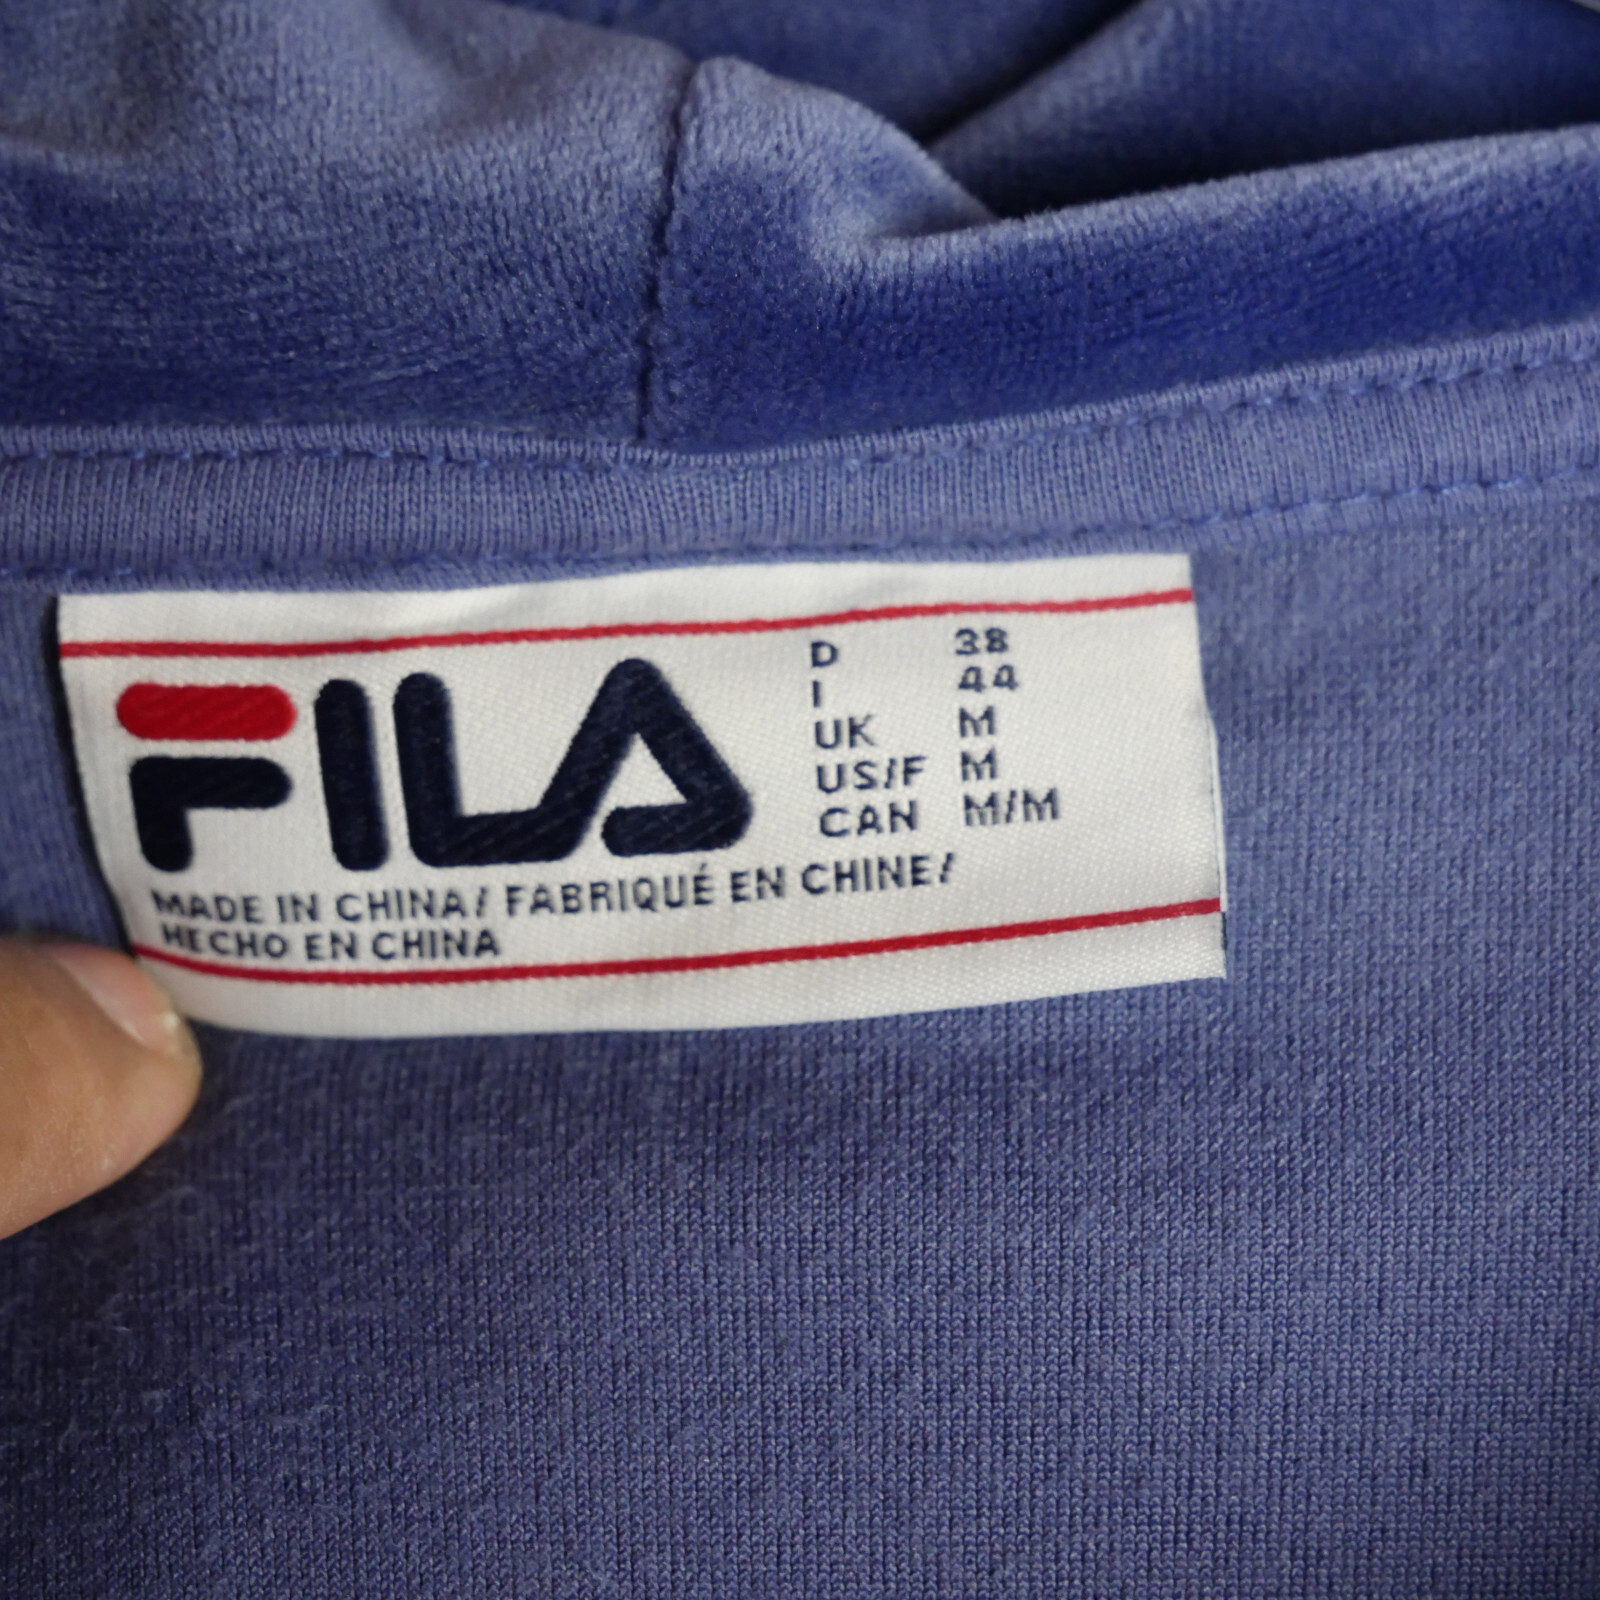 FILA
D 38
I 44
UK M
US/F M
CAN M/M
MADE IN CHINA/ FABRIQUÉ EN CHINE/
HECHO EN CHINA